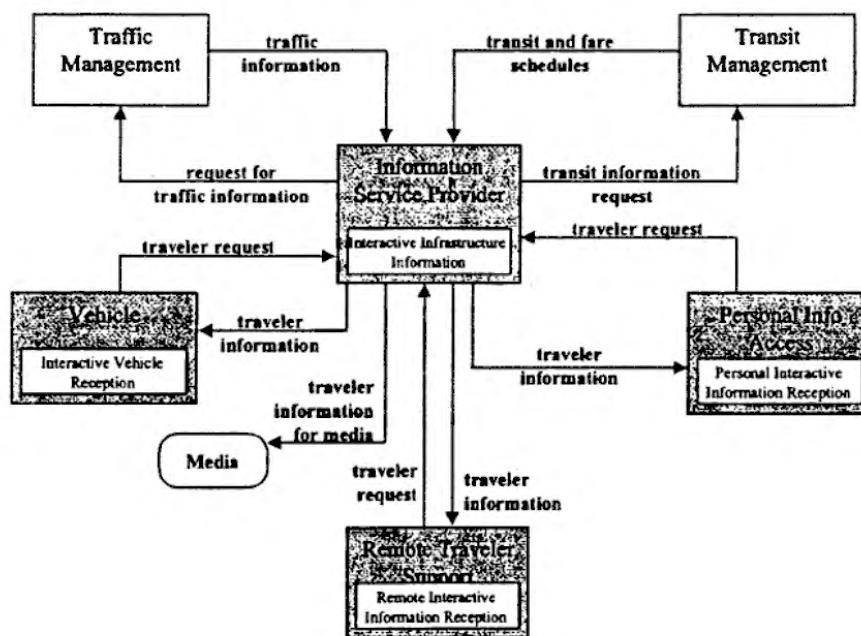 Traffic
Management
traffic
information
transit and fare
schedules
Transit
Management
request for
traffic information
Information
Service Provider
transit information
request
Interactive Infrastructure
Information
traveler request
traveler request
Vehicle
Interactive Vehicle
Reception
traveler
information
traveler
information
Personal Info
Access
Personal Interactive
Information Reception
traveler
information
for media
Media
traveler
request
traveler
information
Remote Traveler
Support
Remote Interactive
Information Reception